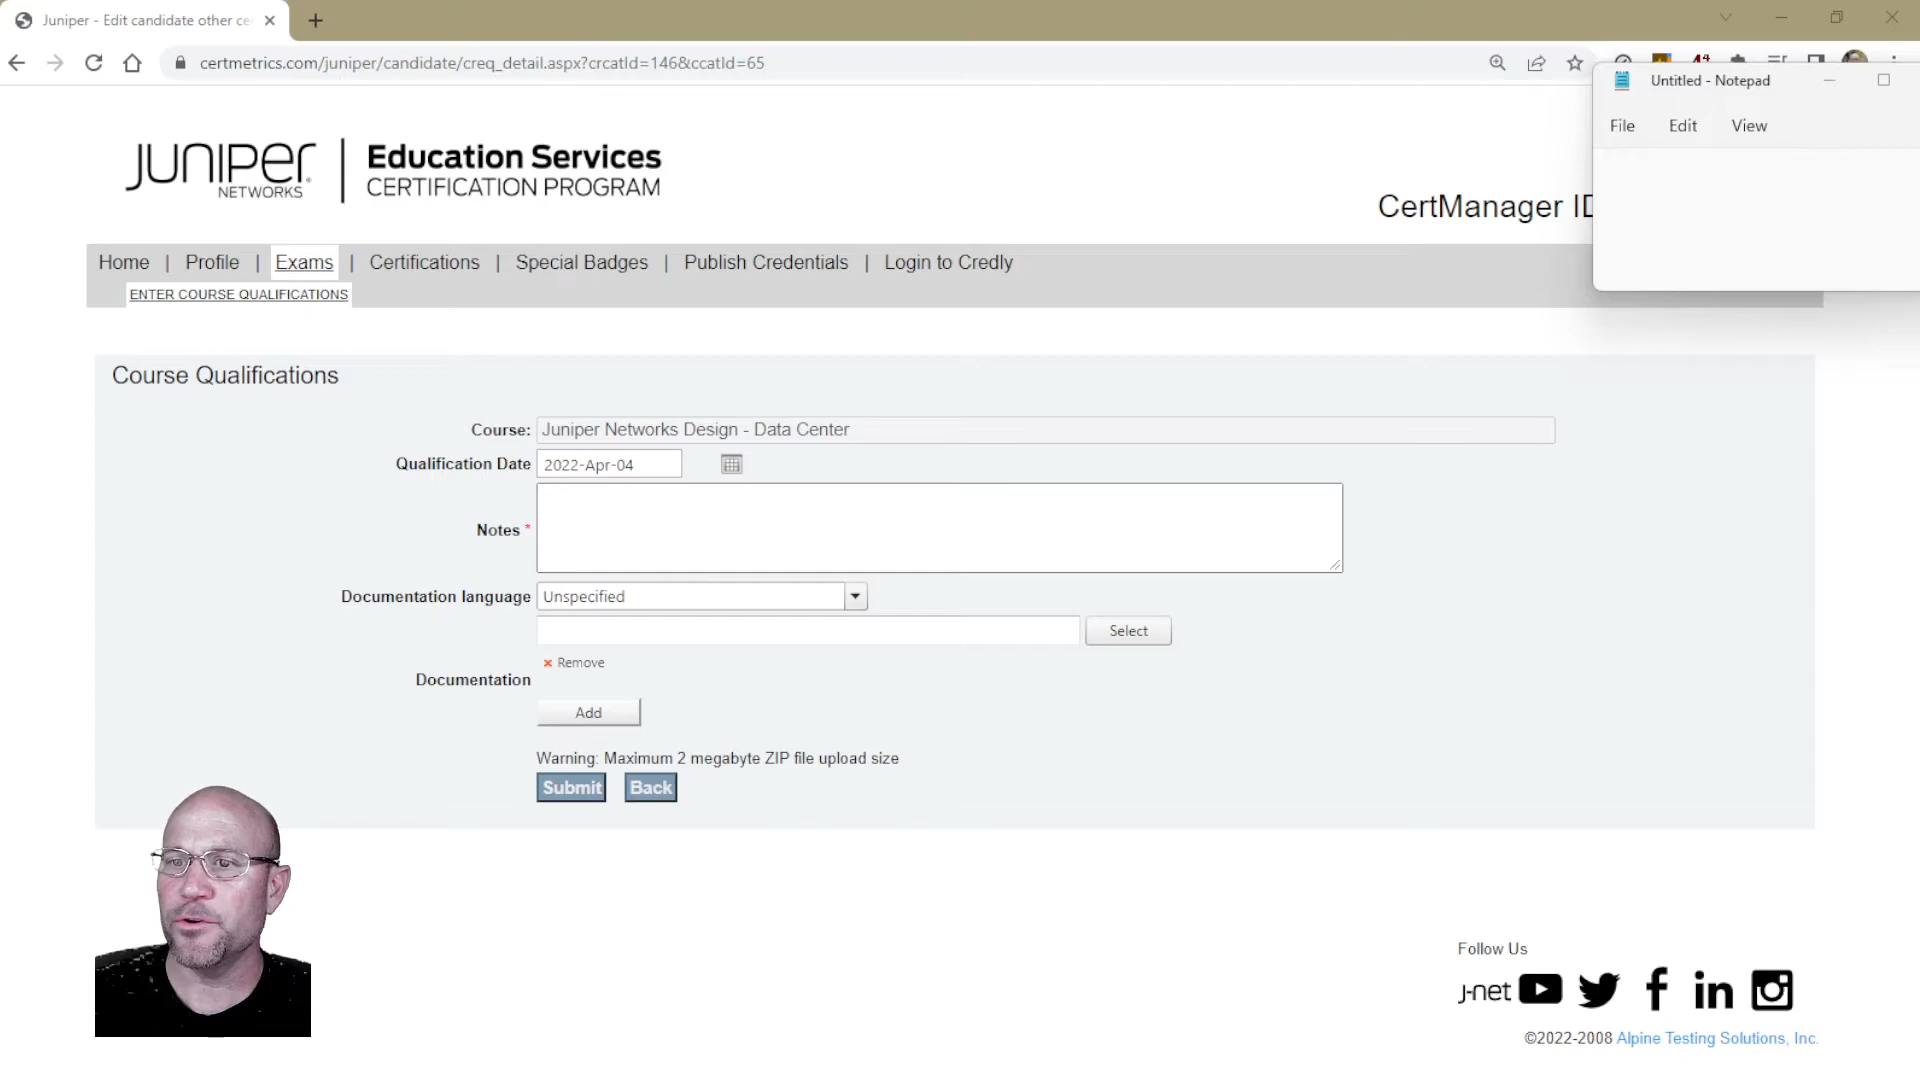 Juniper - Edit candidate other ce
certmetrics.com/juniper/candidate/creq_detail.aspx?crcatId=146&ccatId=65
Untitled - Notepad
File Edit View
JUNIPEr NETWORKS | Education Services CERTIFICATION PROGRAM
CertManager ID
Home | Profile | Exams | Certifications | Special Badges | Publish Credentials | Login to Credly
ENTER COURSE QUALIFICATIONS
Course Qualifications
Course: Juniper Networks Design - Data Center
Qualification Date 2022-Apr-04
Notes *
Documentation language Unspecified
Select
× Remove
Documentation
Add
Warning: Maximum 2 megabyte ZIP file upload size
Submit Back
Follow Us
J-net
©2022-2008 Alpine Testing Solutions, Inc.